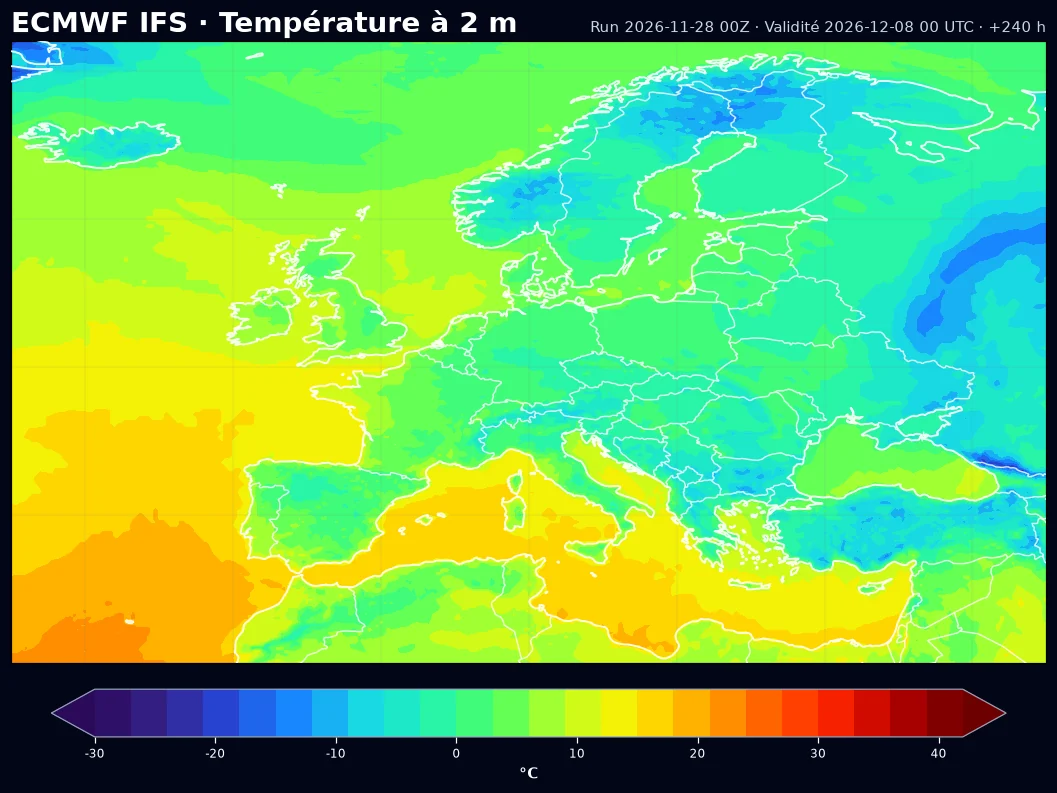 ECMWF IFS · Température à 2 m
Run 2026-11-28 00Z · Validité 2026-12-08 00 UTC · +240 h
-30 -20 -10 0 10 20 30 40
°C